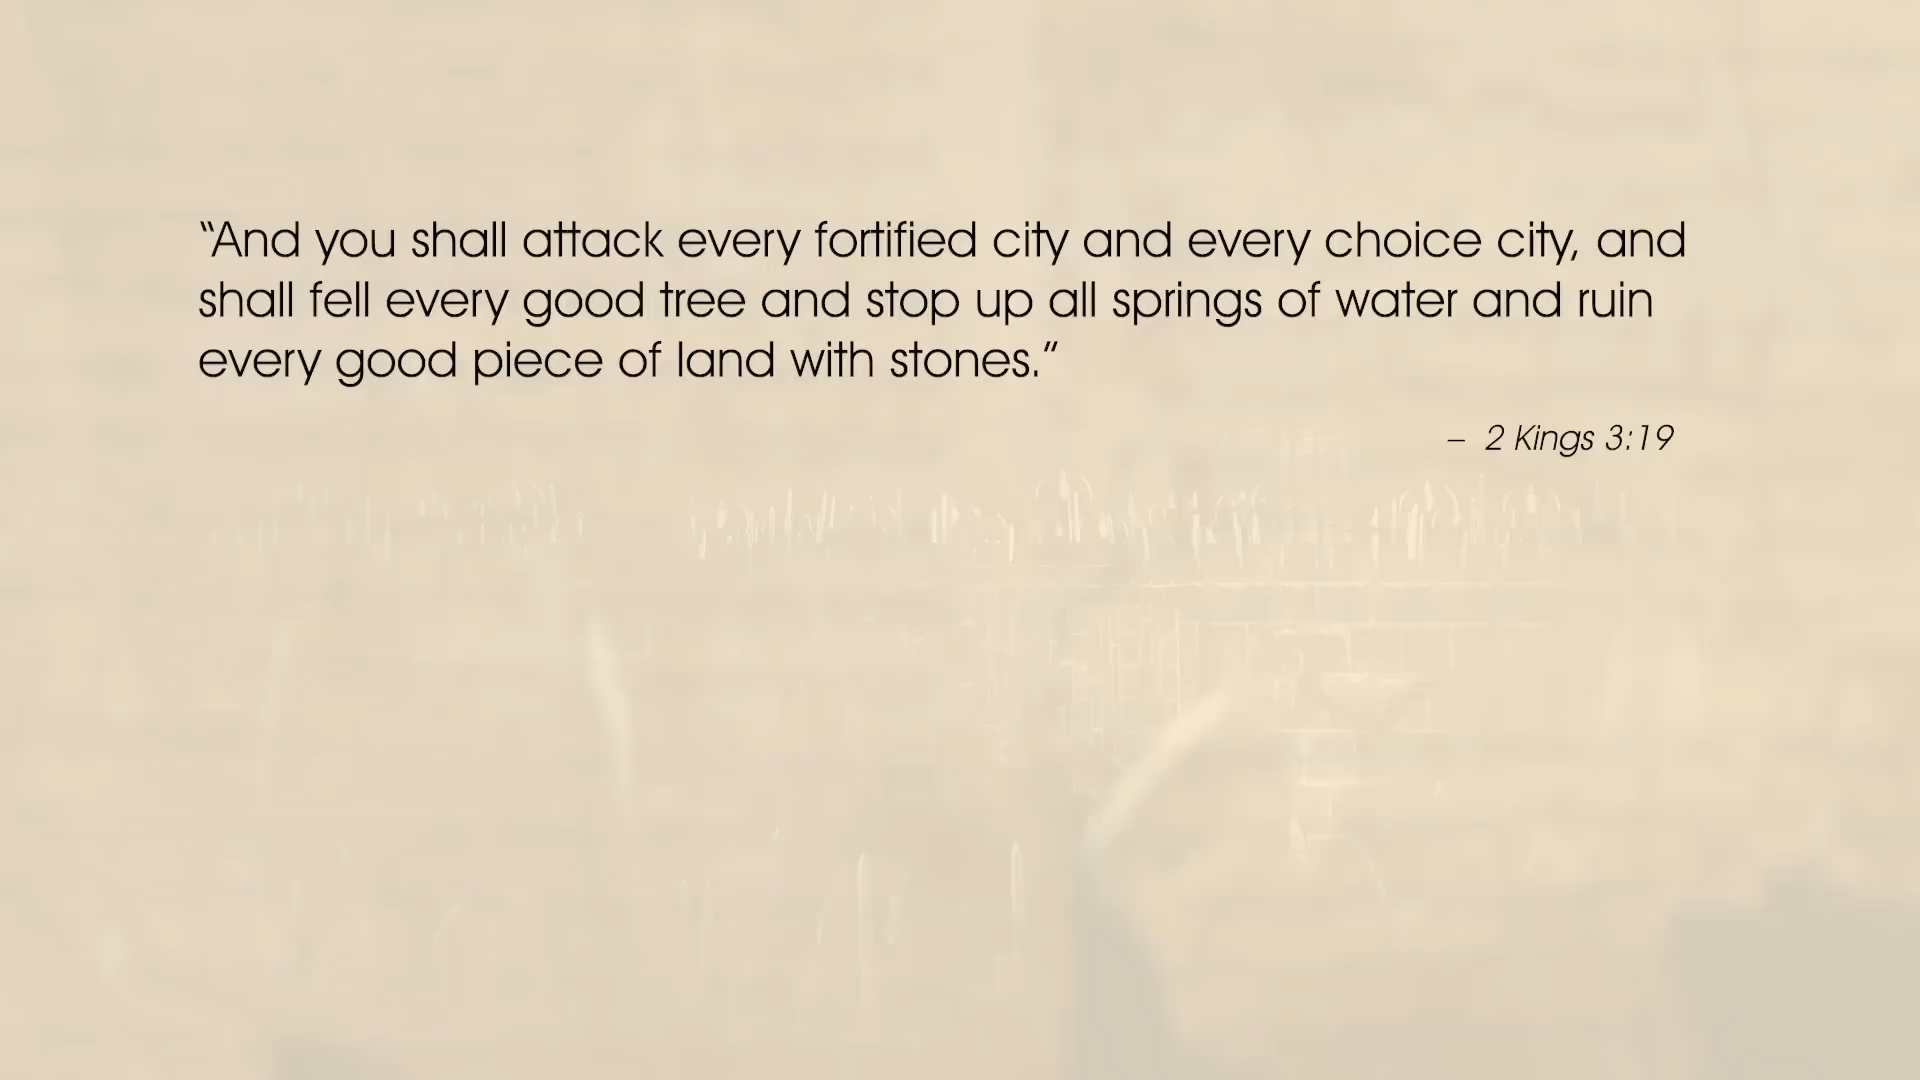 “And you shall attack every fortified city and every choice city, and
shall fell every good tree and stop up all springs of water and ruin
every good piece of land with stones.”
– 2 Kings 3:19